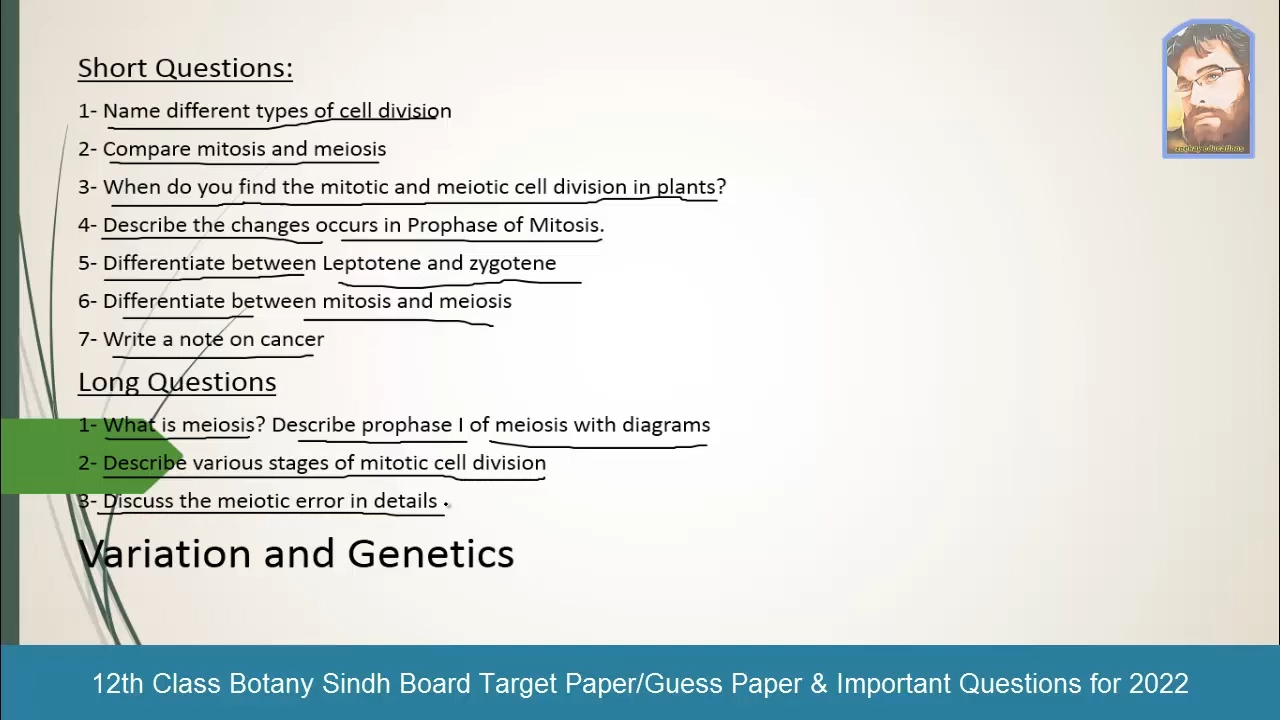 Short Questions:
1- Name different types of cell division
2- Compare mitosis and meiosis
3- When do you find the mitotic and meiotic cell division in plants?
4- Describe the changes occurs in Prophase of Mitosis.
5- Differentiate between Leptotene and zygotene
6- Differentiate between mitosis and meiosis
7- Write a note on cancer
Long Questions
1- What is meiosis? Describe prophase I of meiosis with diagrams
2- Describe various stages of mitotic cell division
3- Discuss the meiotic error in details
Variation and Genetics
zeekay educations
12th Class Botany Sindh Board Target Paper/Guess Paper & Important Questions for 2022